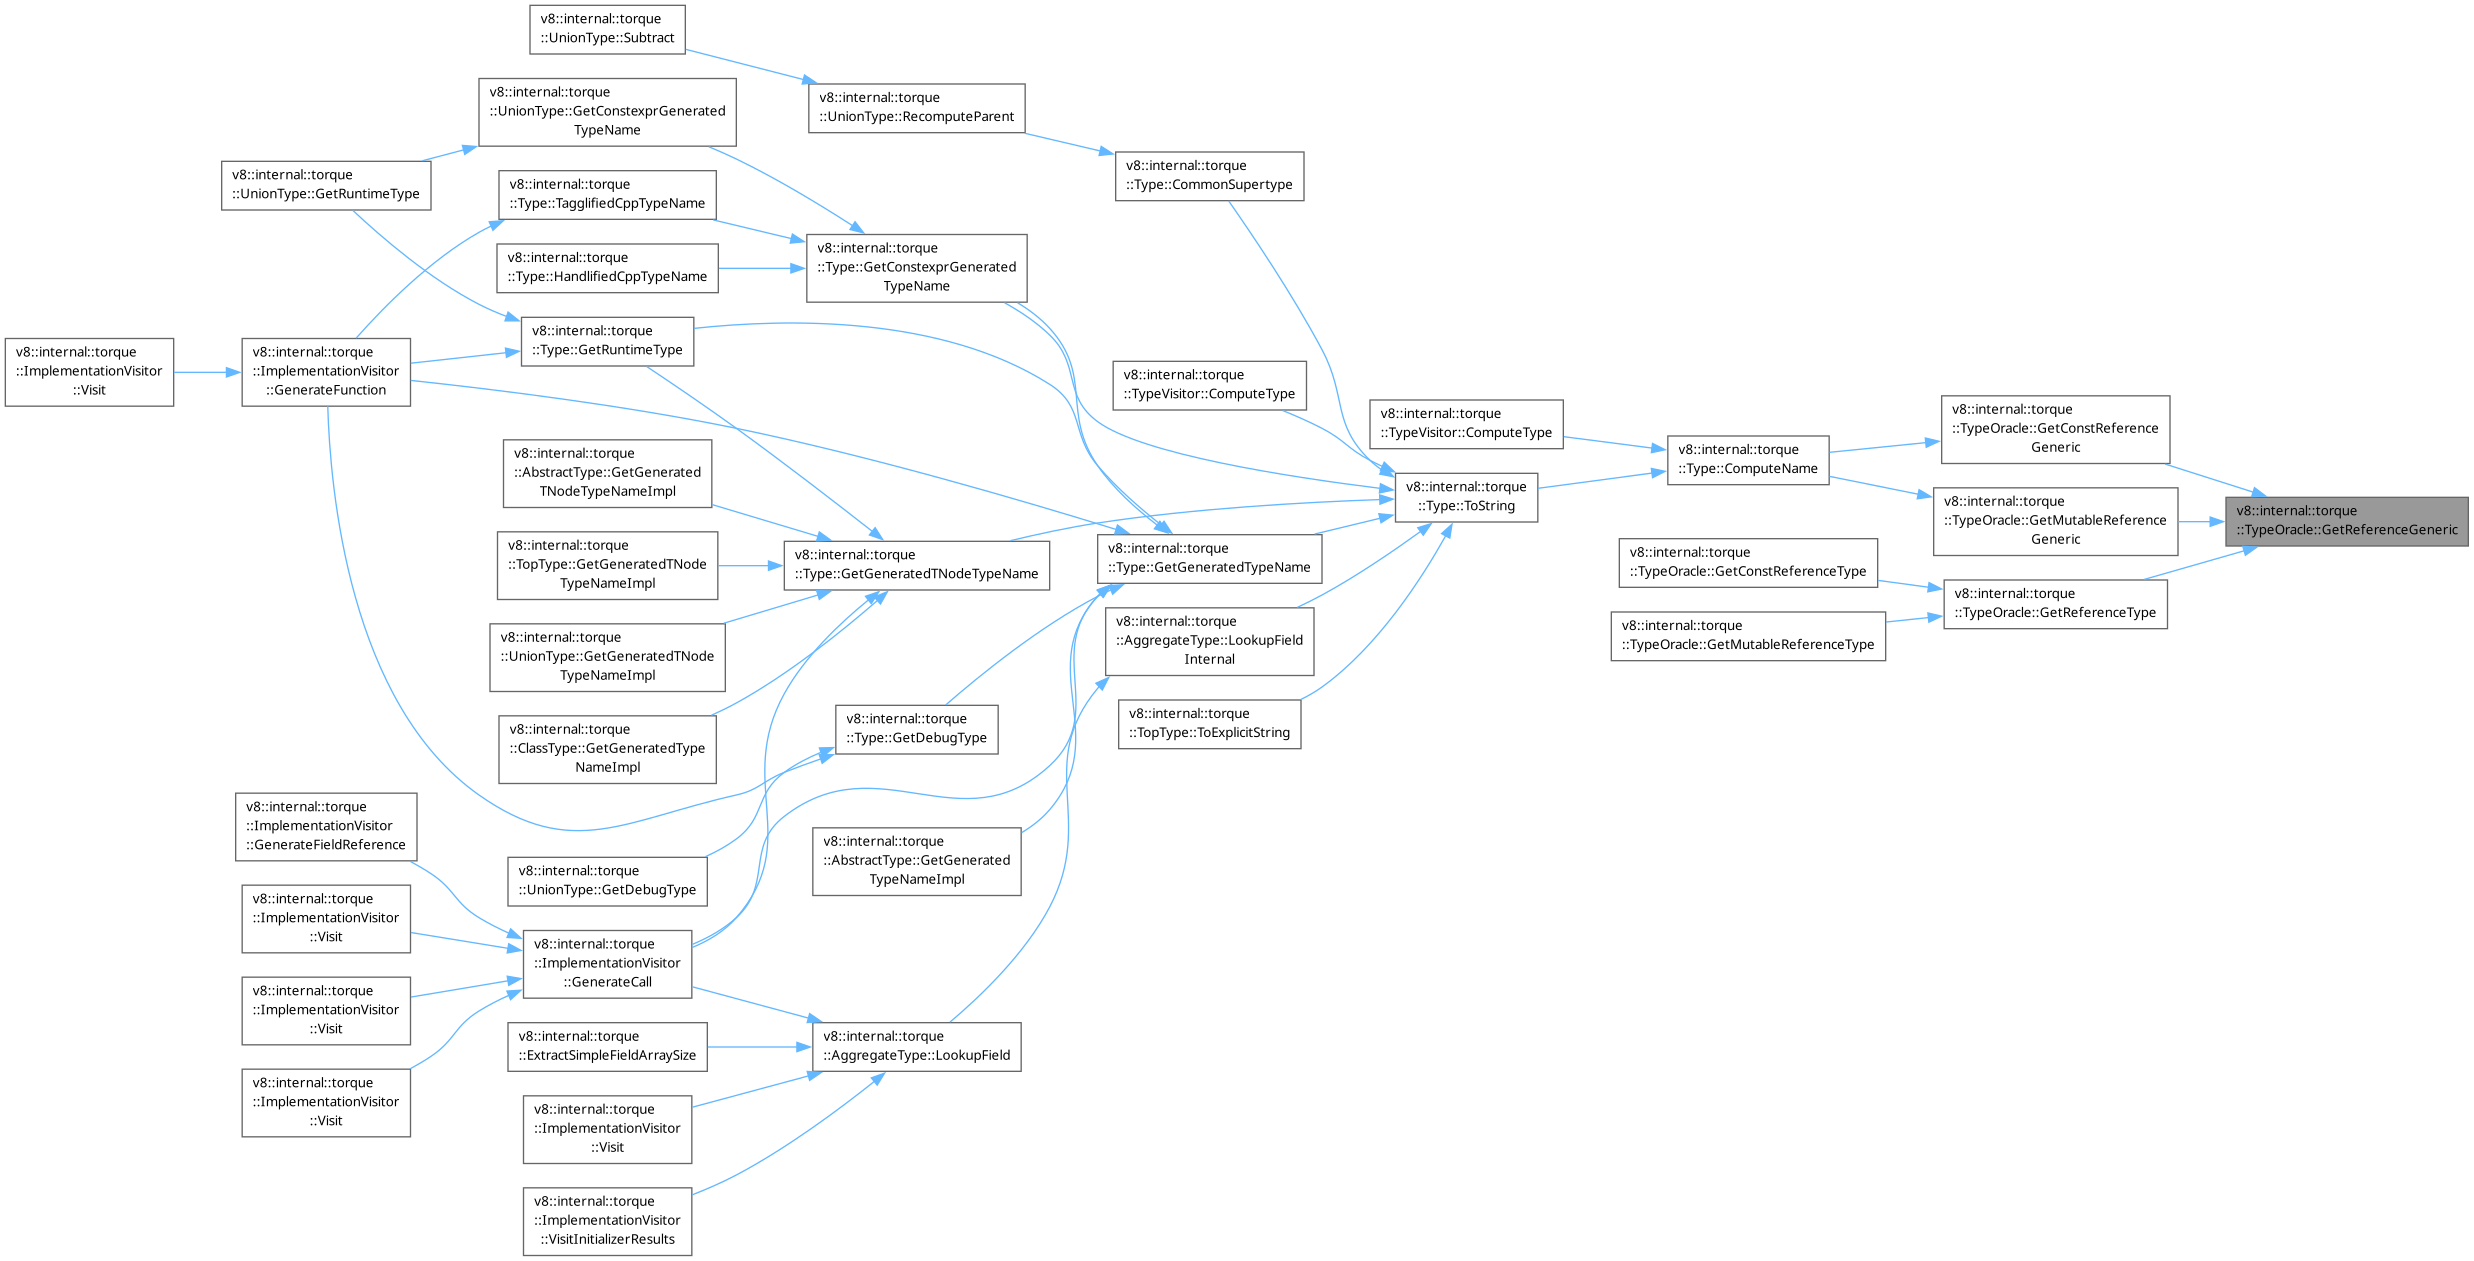 v8::internal::torque
::UnionType::Subtract
v8::internal::torque
::UnionType::GetConstexprGenerated
TypeName
v8::internal::torque
::UnionType::RecomputeParent
v8::internal::torque
::Type::CommonSupertype
v8::internal::torque
::UnionType::GetRuntimeType
v8::internal::torque
::Type::TagglifiedCppTypeName
v8::internal::torque
::Type::HandlifiedCppTypeName
v8::internal::torque
::Type::GetConstexprGenerated
TypeName
v8::internal::torque
::ImplementationVisitor
::Visit
v8::internal::torque
::ImplementationVisitor
::GenerateFunction
v8::internal::torque
::Type::GetRuntimeType
v8::internal::torque
::TypeVisitor::ComputeType
v8::internal::torque
::TypeVisitor::ComputeType
v8::internal::torque
::Type::ComputeName
v8::internal::torque
::TypeOracle::GetConstReference
Generic
v8::internal::torque
::AbstractType::GetGenerated
TNodeTypeNameImpl
v8::internal::torque
::Type::ToString
v8::internal::torque
::TypeOracle::GetMutableReference
Generic
v8::internal::torque
::TypeOracle::GetReferenceGeneric
v8::internal::torque
::TopType::GetGeneratedTNode
TypeNameImpl
v8::internal::torque
::Type::GetGeneratedTNodeTypeName
v8::internal::torque
::Type::GetGeneratedTypeName
v8::internal::torque
::TypeOracle::GetConstReferenceType
v8::internal::torque
::TypeOracle::GetReferenceType
v8::internal::torque
::UnionType::GetGeneratedTNode
TypeNameImpl
v8::internal::torque
::AggregateType::LookupField
Internal
v8::internal::torque
::TypeOracle::GetMutableReferenceType
v8::internal::torque
::ClassType::GetGeneratedType
NameImpl
v8::internal::torque
::Type::GetDebugType
v8::internal::torque
::TopType::ToExplicitString
v8::internal::torque
::ImplementationVisitor
::GenerateFieldReference
v8::internal::torque
::UnionType::GetDebugType
v8::internal::torque
::AbstractType::GetGenerated
TypeNameImpl
v8::internal::torque
::ImplementationVisitor
::Visit
v8::internal::torque
::ImplementationVisitor
::GenerateCall
v8::internal::torque
::ImplementationVisitor
::Visit
v8::internal::torque
::ExtractSimpleFieldArraySize
v8::internal::torque
::AggregateType::LookupField
v8::internal::torque
::ImplementationVisitor
::Visit
v8::internal::torque
::ImplementationVisitor
::Visit
v8::internal::torque
::ImplementationVisitor
::VisitInitializerResults